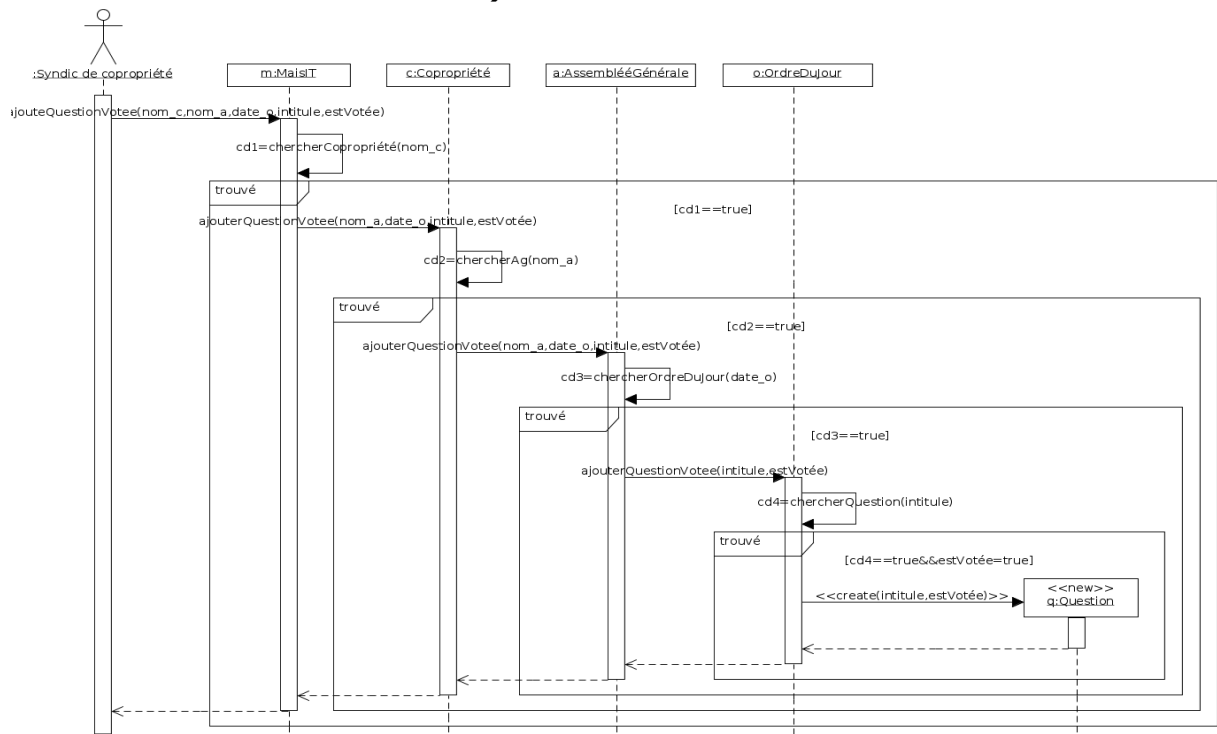 :Syndic de copropriété
m:MaisIT
c:Copropriété
a:AssembléeGénérale
o:OrdreDuJour
ajouteQuestionVotee(nom_c,nom_a,date_o,intitule,estVotée)
cd1=chercherCopropriété(nom_c)
trouvé
[cd1==true]
ajouterQuestionVotee(nom_a,date_o,intitule,estVotée)
cd2=chercherAg(nom_a)
trouvé
[cd2==true]
ajouterQuestionVotee(nom_a,date_o,intitule,estVotée)
cd3=chercherOrdreDuJour(date_o)
trouvé
[cd3==true]
ajouterQuestionVotee(intitule,estVotée)
cd4=chercherQuestion(intitule)
trouvé
[cd4==true&&estVotée=true]
<<new>>
<<create(intitule,estVotée)>>
q:Question